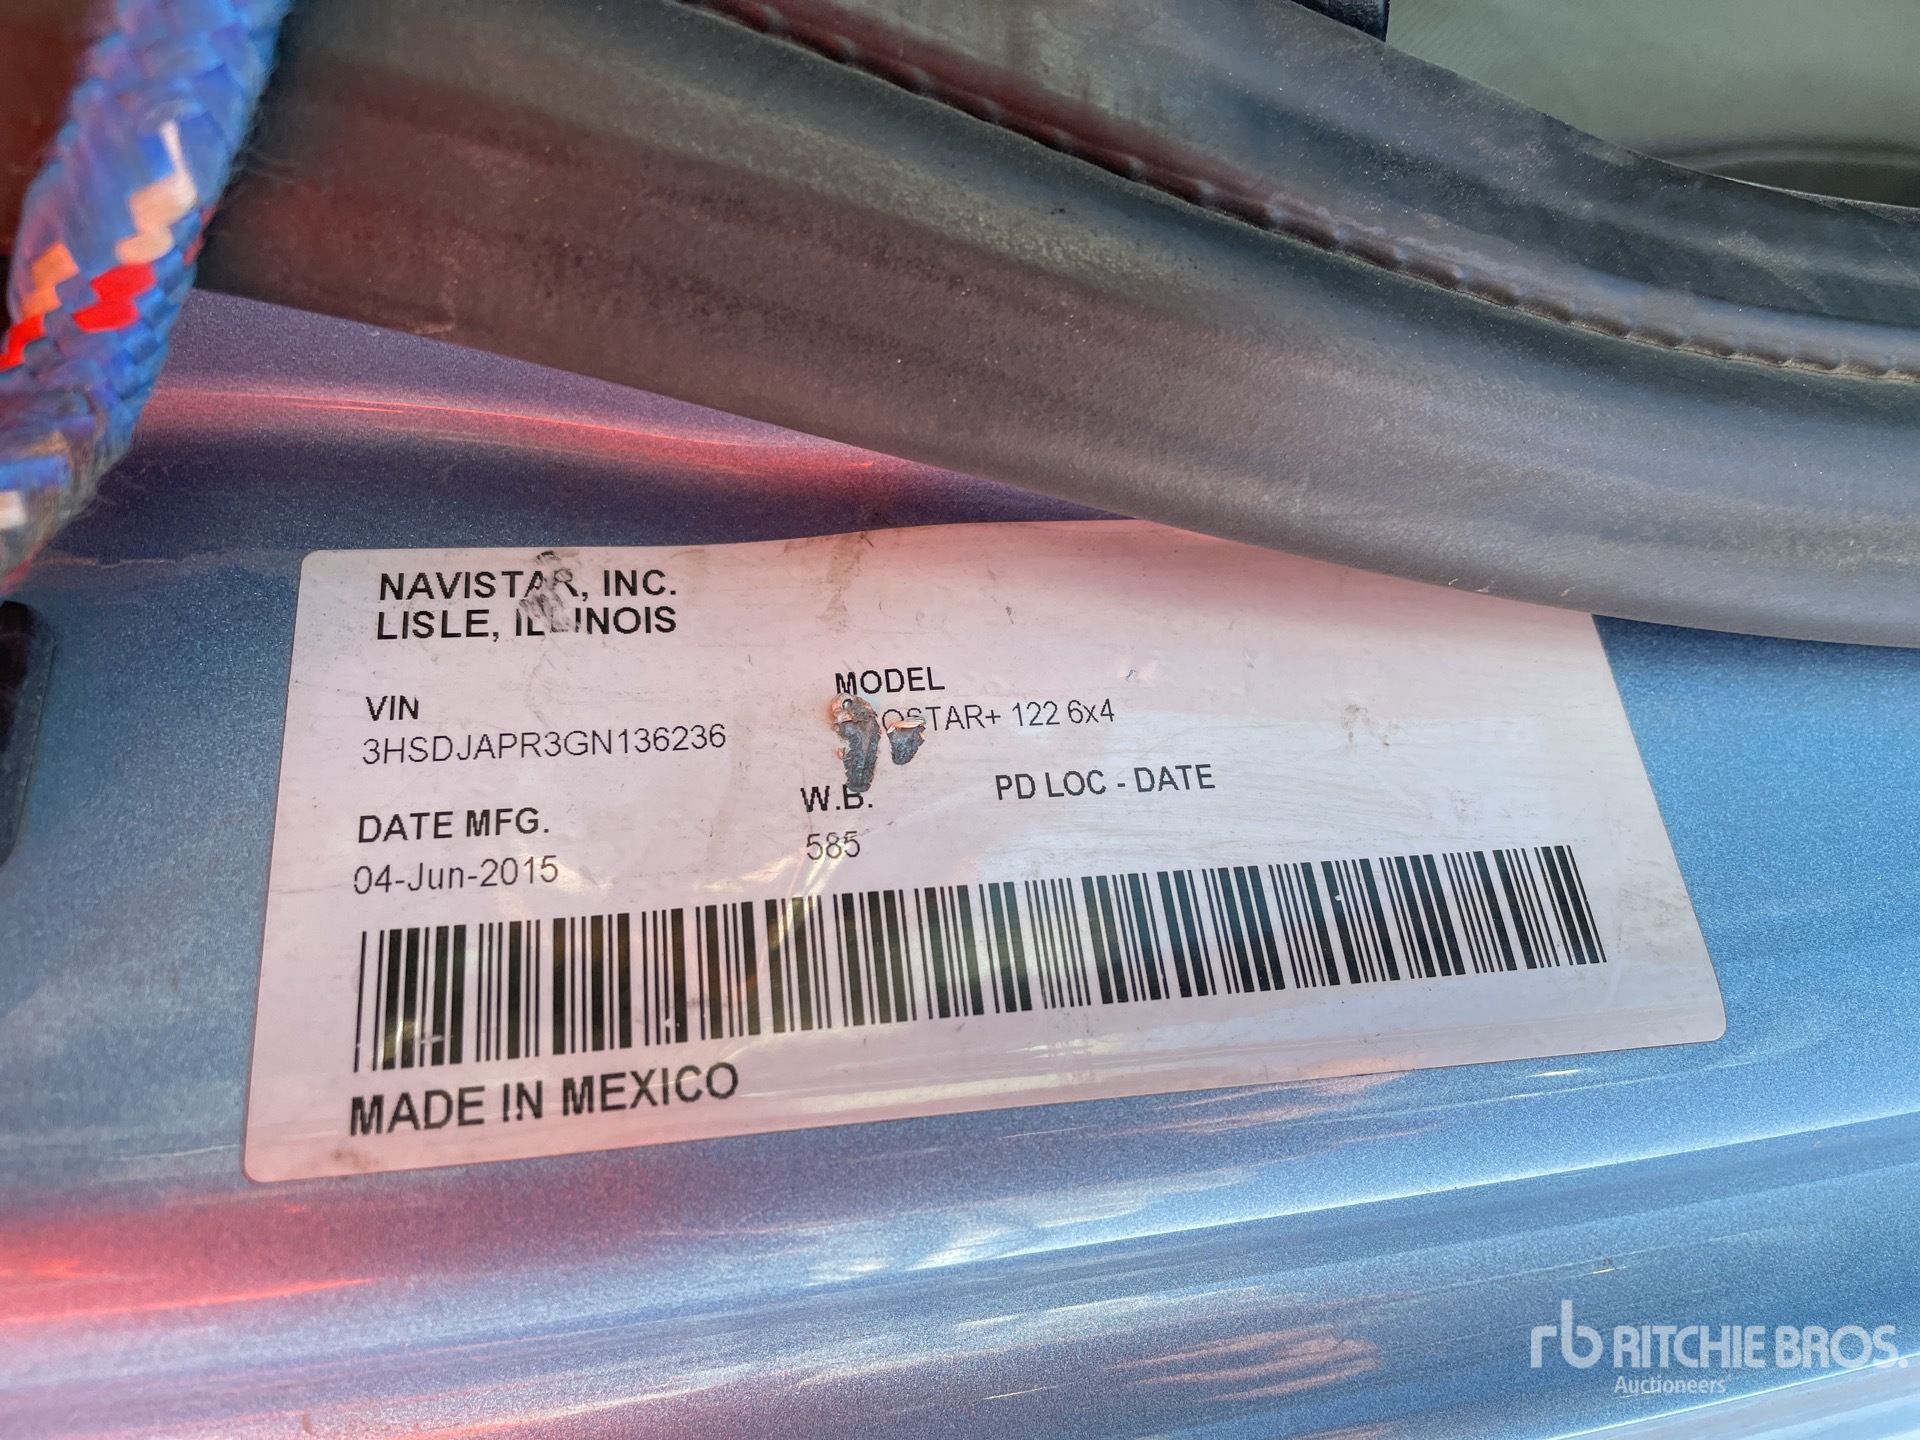 NAVISTAR, INC.
LISLE, ILLINOIS
VIN
3HSDJAPR3GN136236
MODEL
122 6x4
DATE MFG.
04-Jun-2015
W.B.
585
PD LOC - DATE
MADE IN MEXICO
rb RITCHIE BROS.
Auctioneers